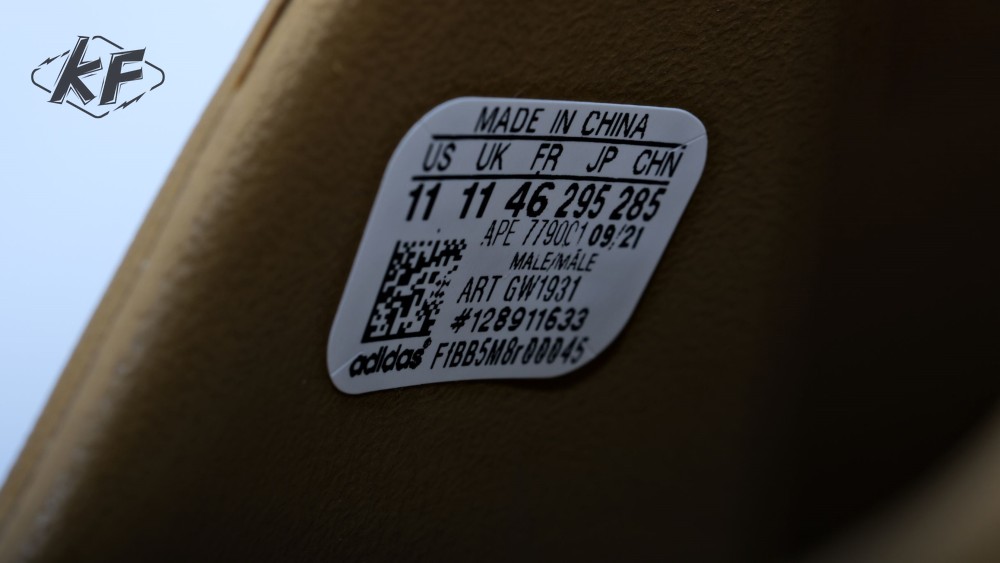 KF
MADE IN CHINA
US UK FR JP CHN
11 11 46 295 285
APE 779001 09/21
MALE/MÂLE
ART GW1931
#128911633
adidas® FIBB5M8r00045